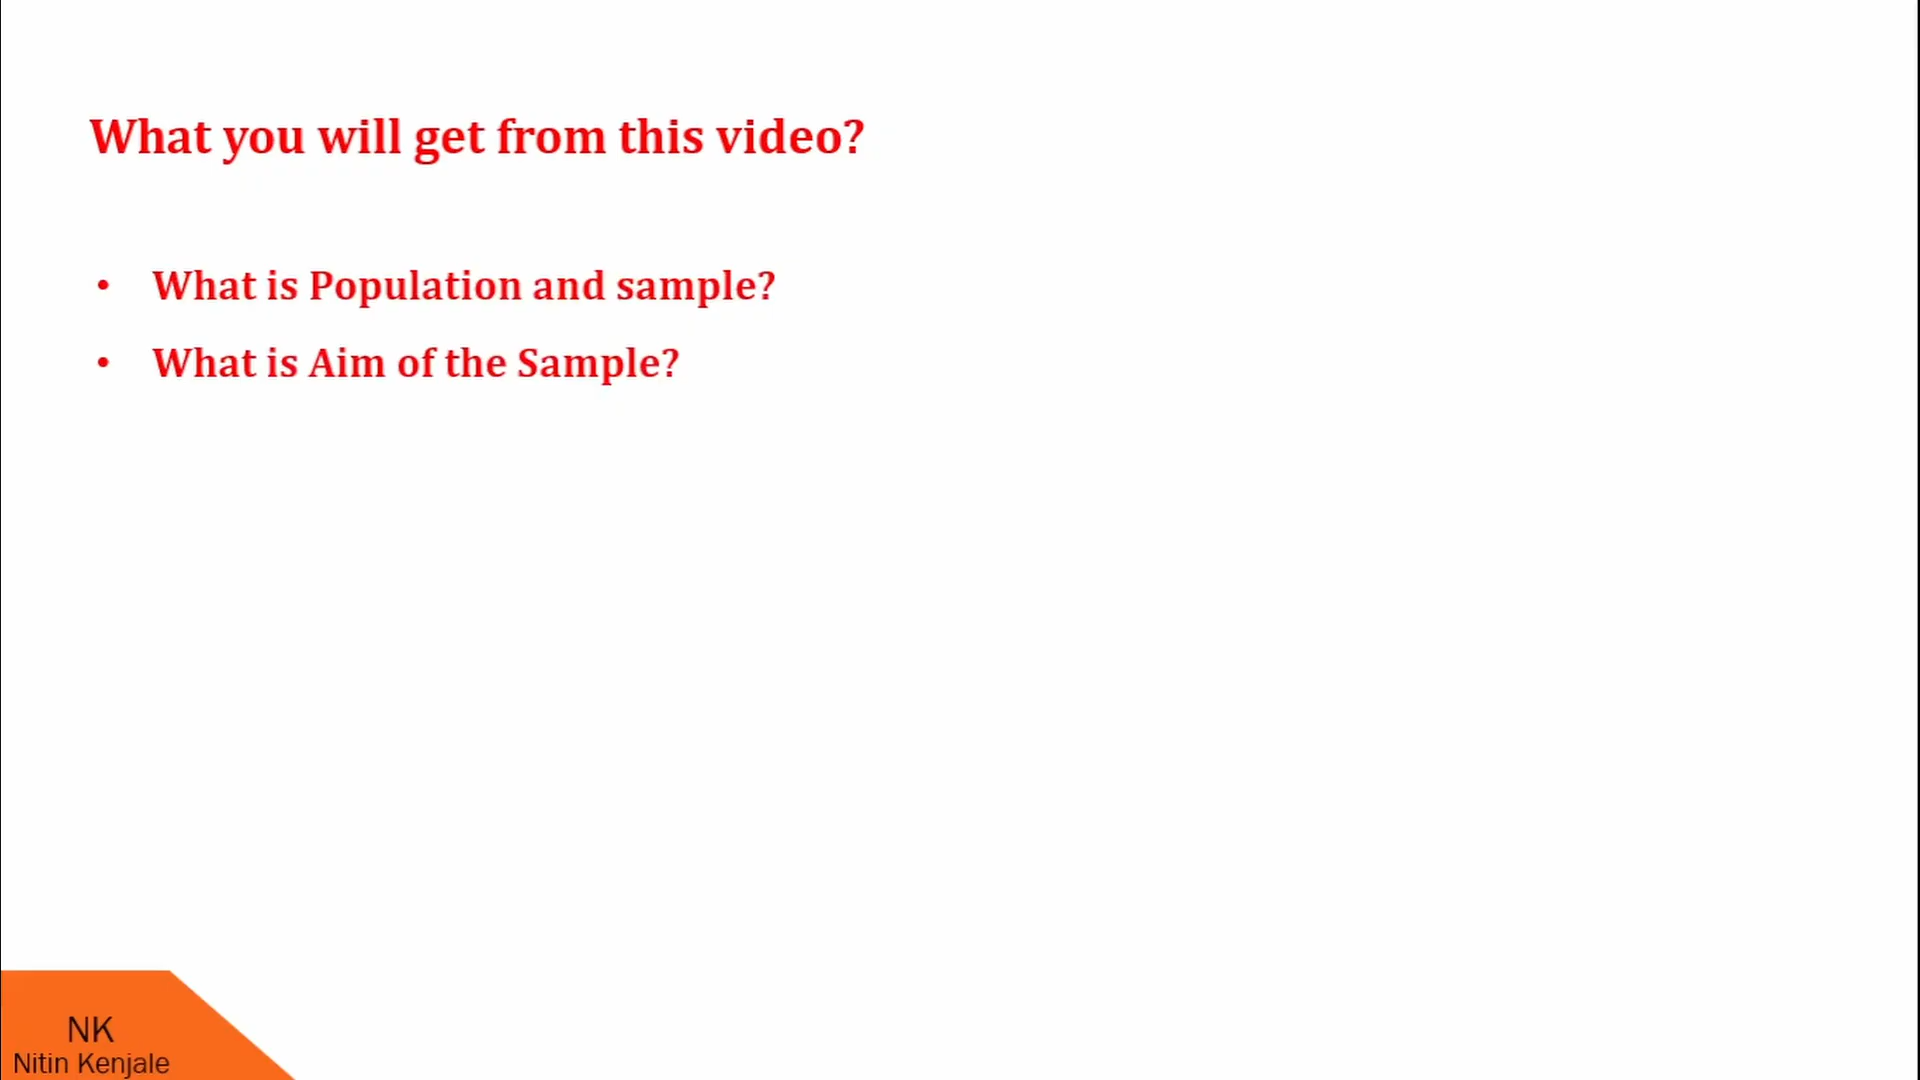 What you will get from this video?
• What is Population and sample?
• What is Aim of the Sample?
NK
Nitin Kenjale